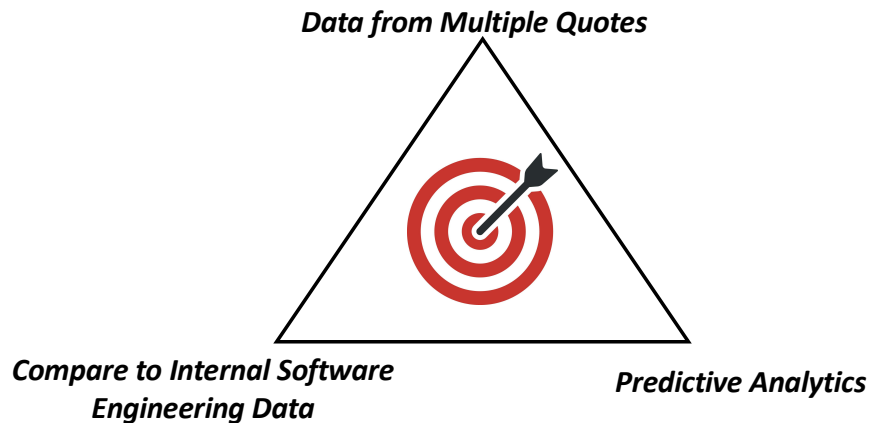 Data from Multiple Quotes
Compare to Internal Software
Engineering Data
Predictive Analytics